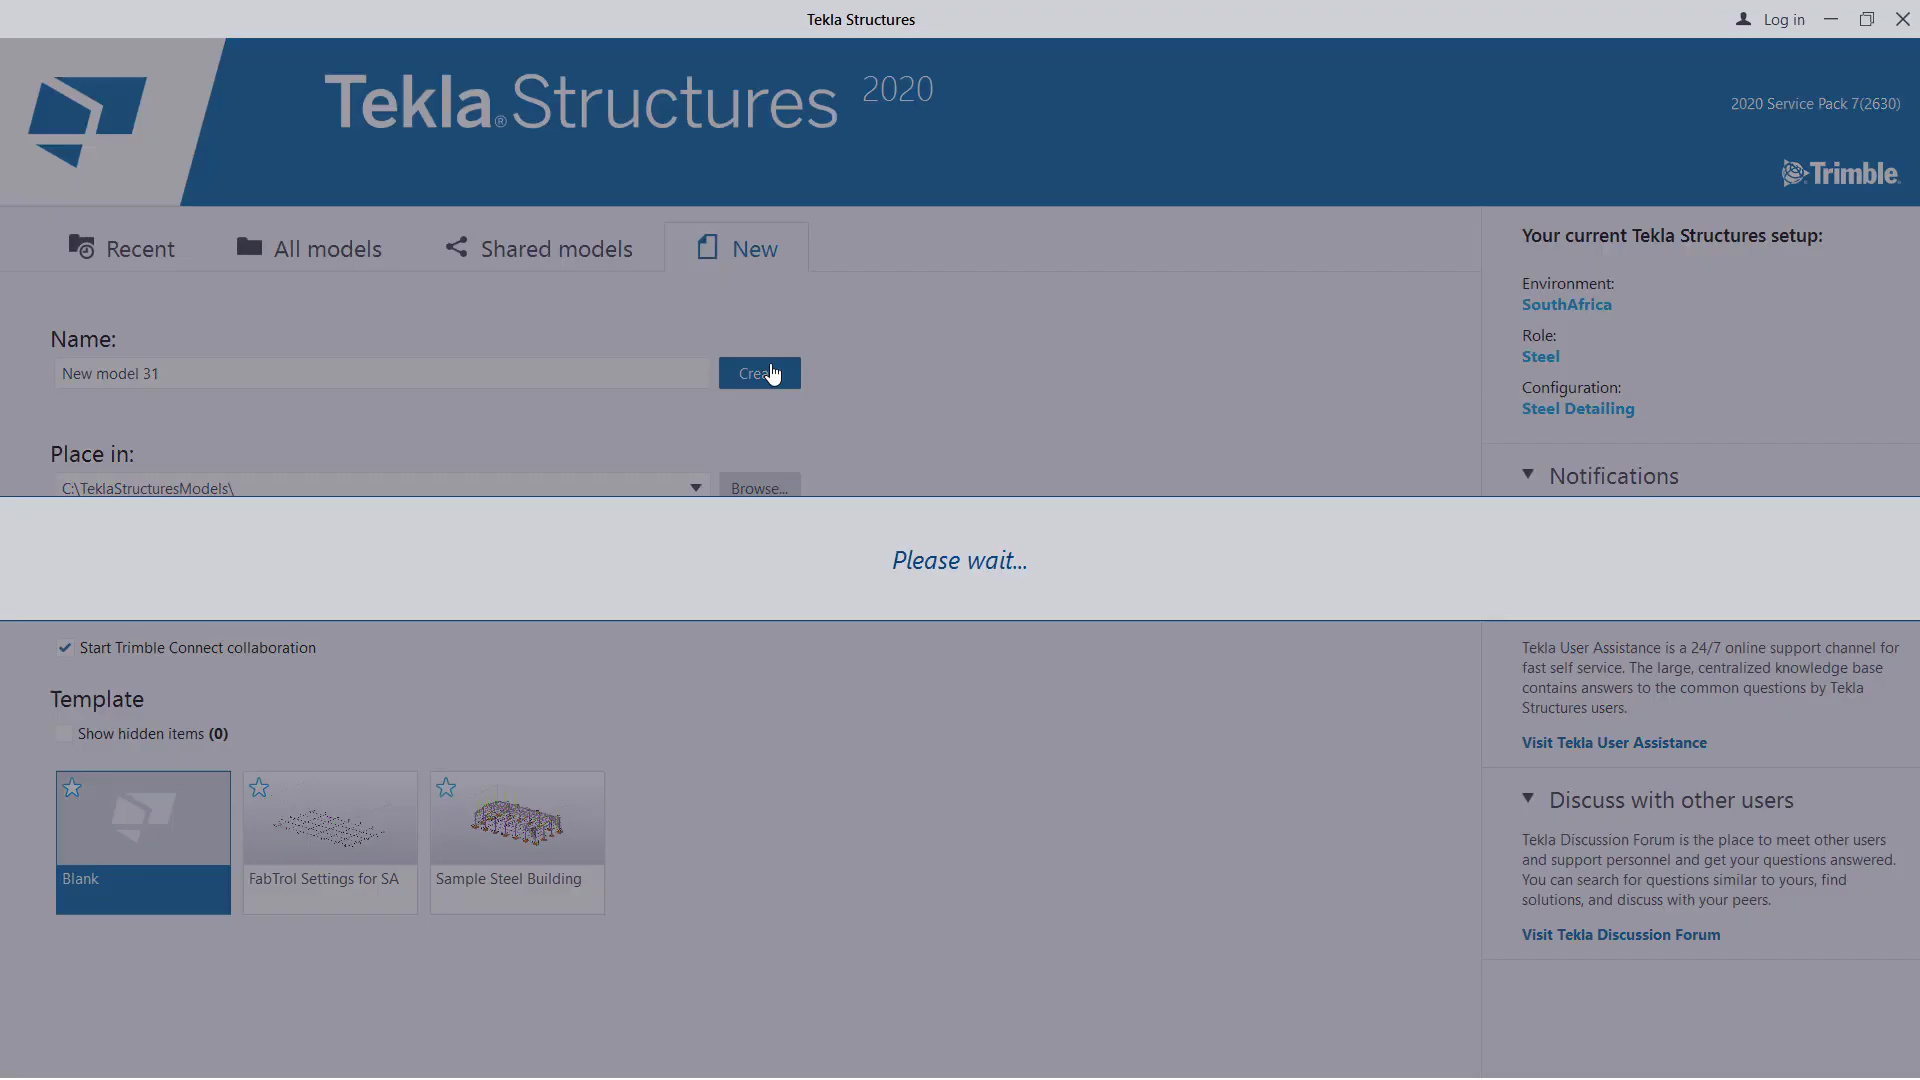 Tekla Structures
Log in
Tekla® Structures 2020
2020 Service Pack 7(2630)
Trimble
Recent
All models
Shared models
New
Name:
New model 31
Place in:
C:\TeklaStructuresModels\
Browse...
Please wait...
Start Trimble Connect collaboration
Template
Show hidden items (0)
Blank
FabTrol Settings for SA
Sample Steel Building
Your current Tekla Structures setup:
Environment:
SouthAfrica
Role:
Steel
Configuration:
Steel Detailing
Notifications
Tekla User Assistance is a 24/7 online support channel for
fast self service. The large, centralized knowledge base
contains answers to the common questions by Tekla
Structures users.
Visit Tekla User Assistance
Discuss with other users
Tekla Discussion Forum is the place to meet other users
and support personnel and get your questions answered.
You can search for questions similar to yours, find
solutions, and discuss with your peers.
Visit Tekla Discussion Forum